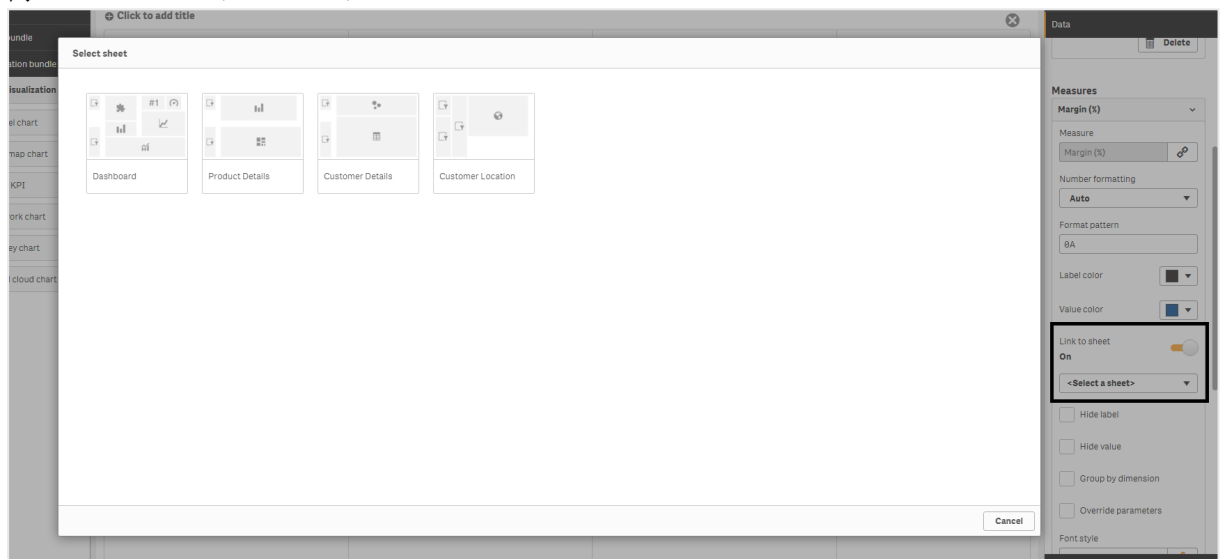 Click to add title
Data
undle
Delete
Select sheet
ation bundle
isualization
Measures
#1
Margin (%)
el chart
Measure
map chart
Margin (%)
Dashboard
Product Details
Customer Details
Customer Location
KPI
Number formatting
Auto
ork chart
Format pattern
ey chart
0A
l cloud chart
Label color
Value color
Link to sheet
On
<Select a sheet>
Hide label
Hide value
Group by dimension
Override parameters
Cancel
Font style